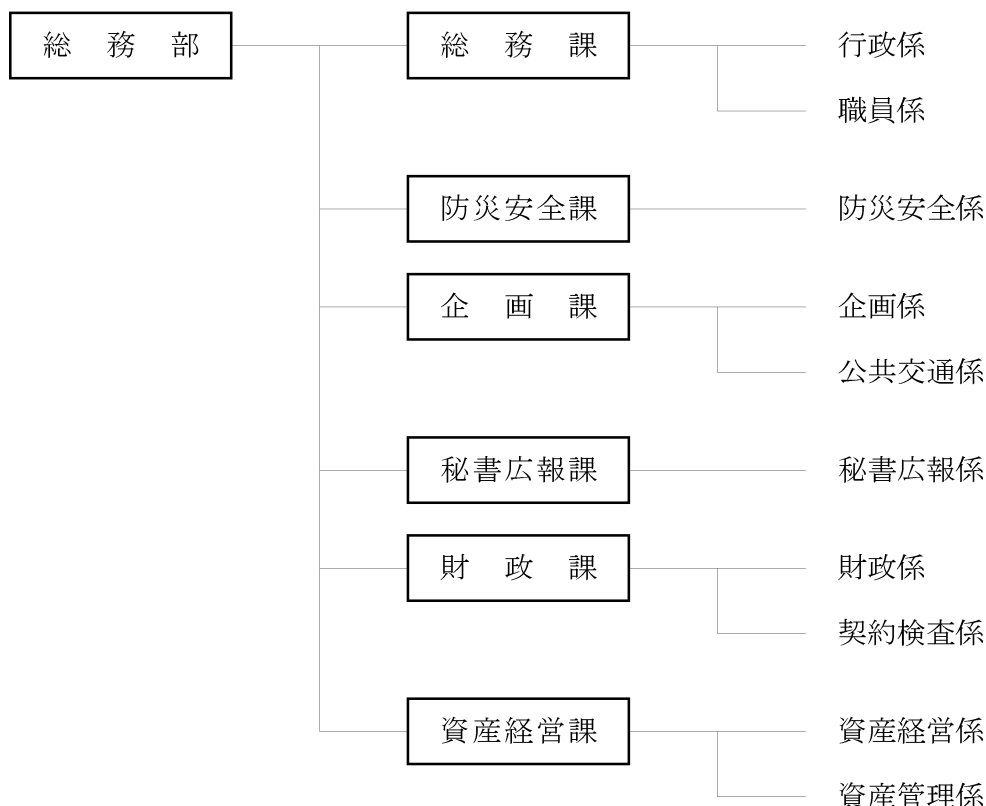 総務部 総務課 行政係
職員係
防災安全課 防災安全係
企画課 企画係
公共交通係
秘書広報課 秘書広報係
財政課 財政係
契約検査係
資産経営課 資産経営係
資産管理係